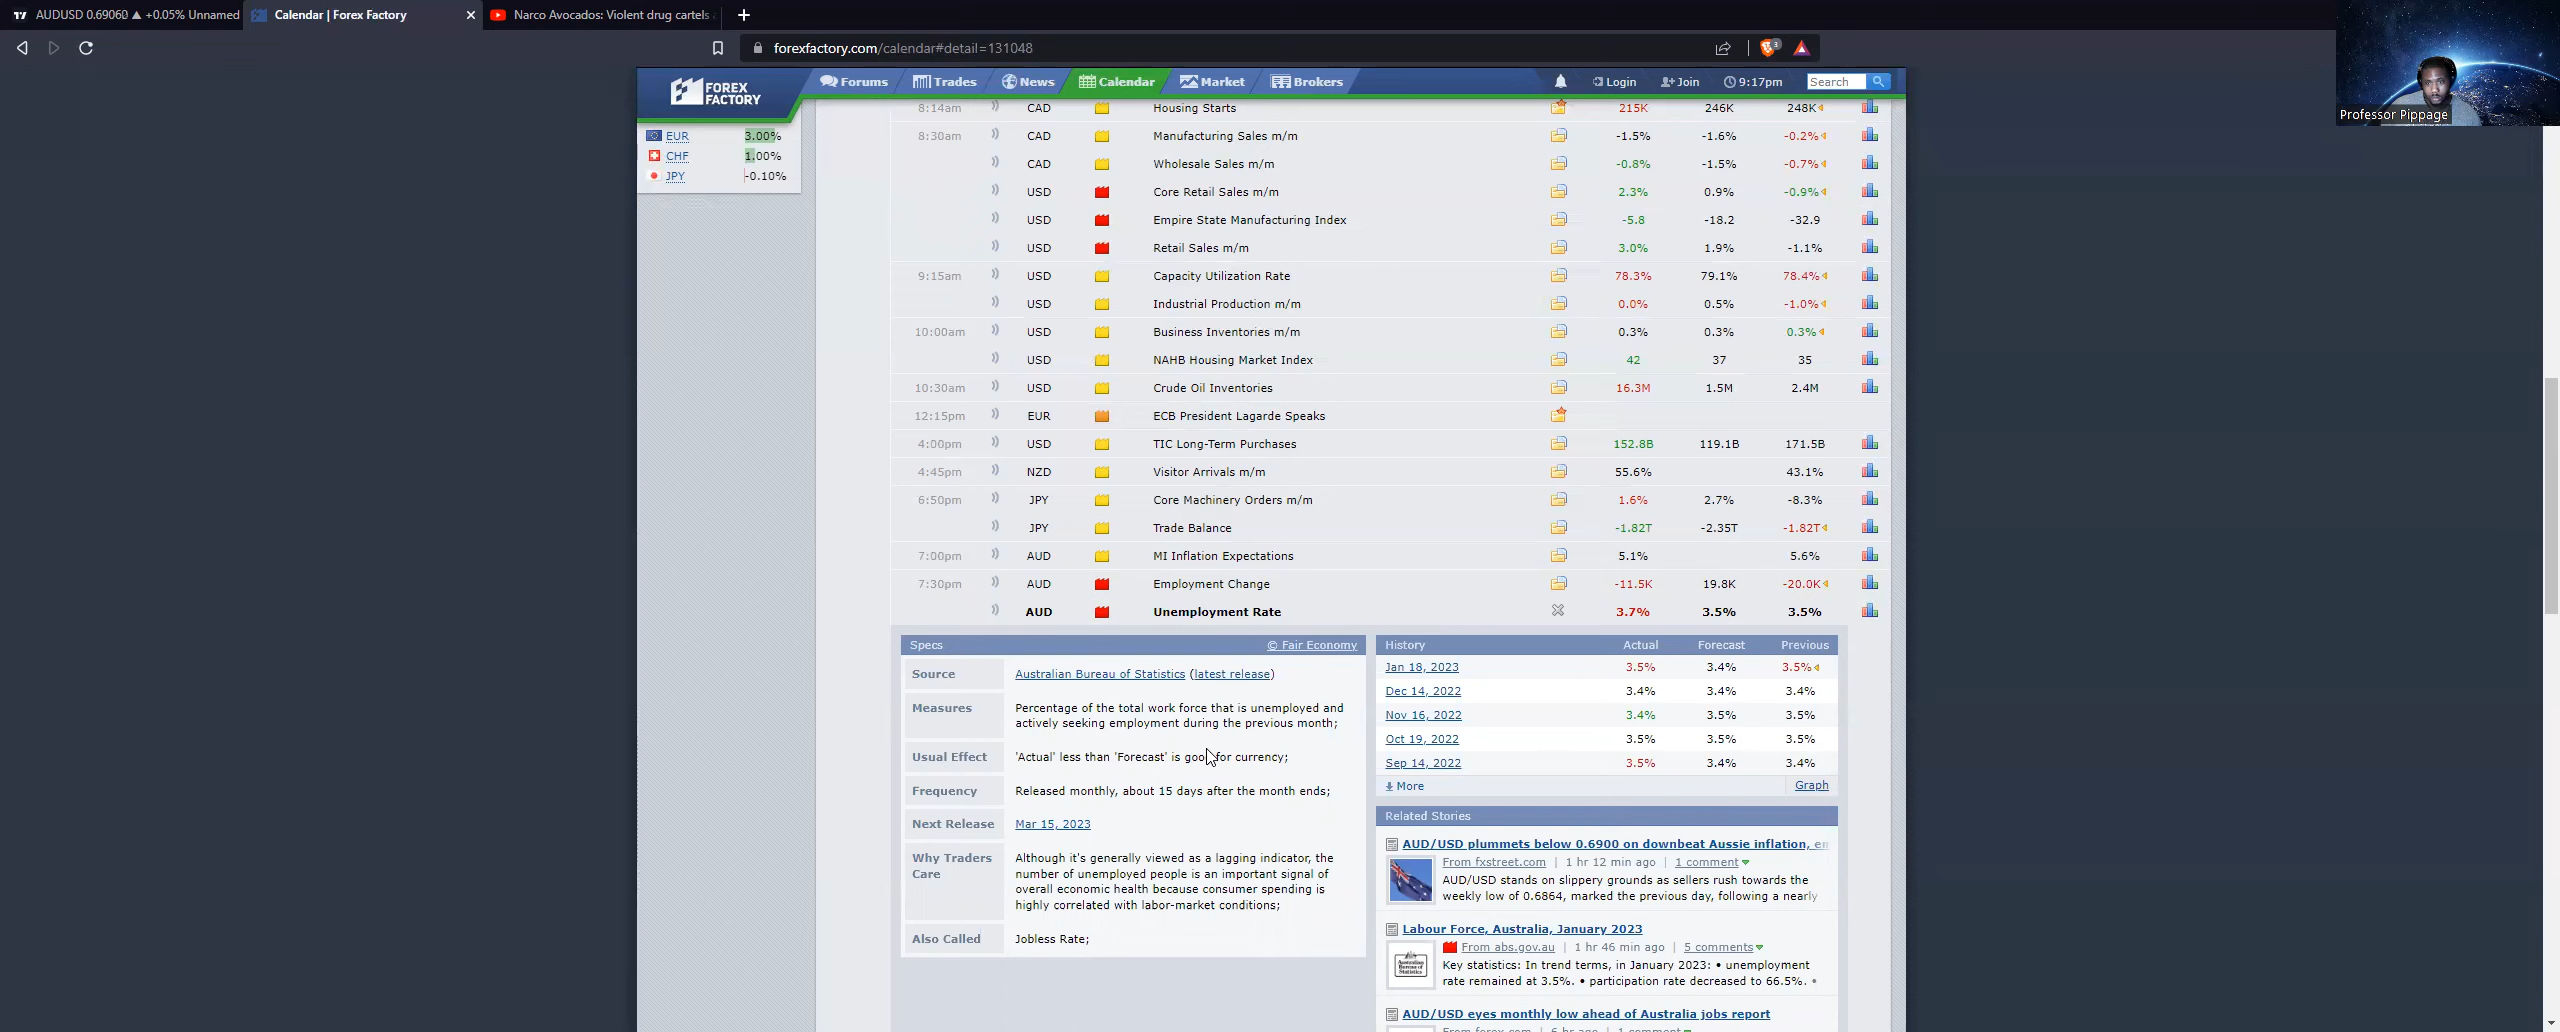 AUDUSD 0.69060 ▲ +0.05% Unnamed
Calendar | Forex Factory
Narco Avocados: Violent drug cartels
forexfactory.com/calendar#detail=131048
Professor Pippage
FOREX
FACTORY
Forums
Trades
News
Calendar
Market
Brokers
Login
Join
9:17pm
Search
EUR 3.00%
CHF 1.00%
JPY -0.10%
8:14am CAD Housing Starts 215K 246K 248K
8:30am CAD Manufacturing Sales m/m -1.5% -1.6% -0.2%
CAD Wholesale Sales m/m -0.8% -1.5% -0.7%
USD Core Retail Sales m/m 2.3% 0.9% -0.9%
USD Empire State Manufacturing Index -5.8 -18.2 -32.9
USD Retail Sales m/m 3.0% 1.9% -1.1%
9:15am USD Capacity Utilization Rate 78.3% 79.1% 78.4%
USD Industrial Production m/m 0.0% 0.5% -1.0%
10:00am USD Business Inventories m/m 0.3% 0.3% 0.3%
USD NAHB Housing Market Index 42 37 35
10:30am USD Crude Oil Inventories 16.3M 1.5M 2.4M
12:15pm EUR ECB President Lagarde Speaks
4:00pm USD TIC Long-Term Purchases 152.8B 119.1B 171.5B
4:45pm NZD Visitor Arrivals m/m 55.6% 43.1%
6:50pm JPY Core Machinery Orders m/m 1.6% 2.7% -8.3%
JPY Trade Balance -1.82T -2.35T -1.82T
7:00pm AUD MI Inflation Expectations 5.1% 5.6%
7:30pm AUD Employment Change -11.5K 19.8K -20.0K
AUD Unemployment Rate 3.7% 3.5% 3.5%
Specs © Fair Economy
Source Australian Bureau of Statistics (latest release)
Measures Percentage of the total work force that is unemployed and
actively seeking employment during the previous month;
Usual Effect 'Actual' less than 'Forecast' is good for currency;
Frequency Released monthly, about 15 days after the month ends;
Next Release Mar 15, 2023
Why Traders Care Although it's generally viewed as a lagging indicator, the
number of unemployed people is an important signal of
overall economic health because consumer spending is
highly correlated with labor-market conditions;
Also Called Jobless Rate;
History Actual Forecast Previous
Jan 18, 2023 3.5% 3.4% 3.5%
Dec 14, 2022 3.4% 3.4% 3.4%
Nov 16, 2022 3.4% 3.5% 3.5%
Oct 19, 2022 3.5% 3.5% 3.5%
Sep 14, 2022 3.5% 3.4% 3.4%
More Graph
Related Stories
AUD/USD plummets below 0.6900 on downbeat Aussie inflation,
From fxstreet.com | 1 hr 12 min ago | 1 comment
AUD/USD stands on slippery grounds as sellers rush towards the
weekly low of 0.6864, marked the previous day, following a nearly
Labour Force, Australia, January 2023
From abs.gov.au | 1 hr 46 min ago | 5 comments
Australian Bureau of Statistics
Key statistics: In trend terms, in January 2023: • unemployment
rate remained at 3.5%. • participation rate decreased to 66.5%. •
AUD/USD eyes monthly low ahead of Australia jobs report
From forex.com | 6 hr ago | 1 comment